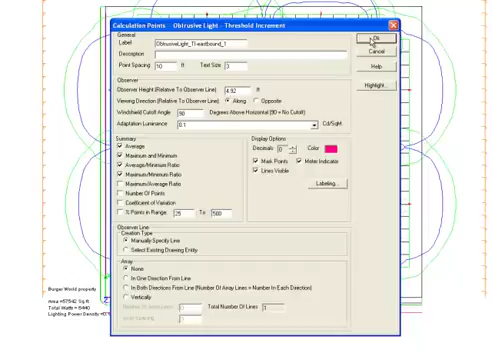 Calculation Points - Obtrusive Light - Threshold Increment
General
Label ObtrusiveLight_TI-eastbound_1
Description
Point Spacing 10 ft Text Size 3
Observer
Observer Height (Relative To Observer Line) 4.92 ft
Viewing Direction (Relative To Observer Line) Along Opposite
Windshield Cutoff Angle 90 Degrees Above Horizontal (90 = No Cutoff)
Adaptation Luminance 0.1 Cd/SqM
Summary
Average
Maximum and Minimum
Average/Minimum Ratio
Maximum/Minimum Ratio
Maximum/Average Ratio
Number Of Points
Coefficient of Variation
% Points in Range 25 To 500
Display Options
Decimals 0 Color
Mark Points Meter Indicator
Lines Visible
Labeling...
Observer Line
Creation Type
Manually Specify Line
Select Existing Drawing Entity
Array
None
In One Direction From Line
In Both Directions From Line (Number Of Array Lines = Number In Each Direction)
Vertically
Number Of Array Lines Total Number Of Lines 1
Ok
Cancel
Help
Highlight...
Burger World property
Area =57542 Sq.ft
Total Watts = 6440
Lighting Power Density =